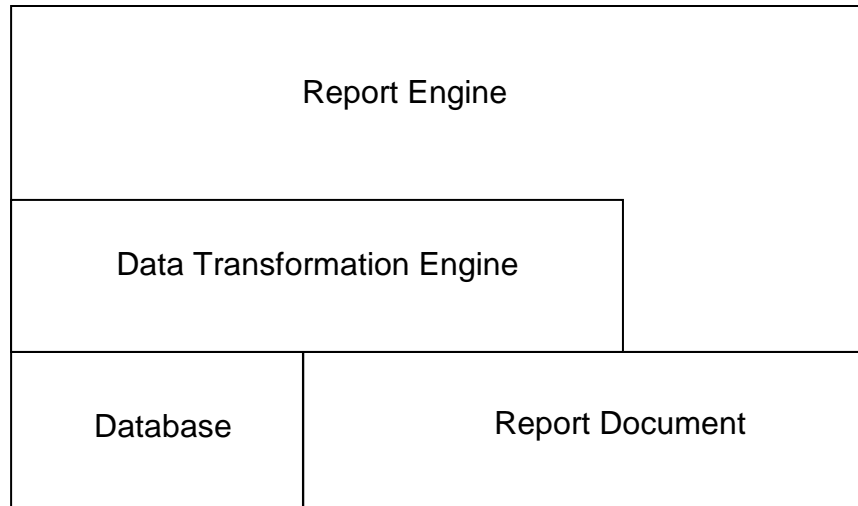 Report Engine
Data Transformation Engine
Database
Report Document